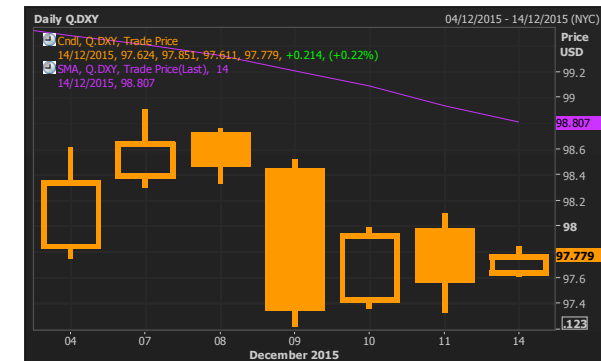 Daily Q.DXY 04/12/2015 - 14/12/2015 (NYC)
Cndl, Q.DXY, Trade Price
14/12/2015, 97.624, 97.851, 97.611, 97.779, +0.214, (+0.22%)
SMA, Q.DXY, Trade Price(Last), 14
14/12/2015, 98.807
Price
USD
99.2
99
98.807
98.6
98.4
98.2
98
97.779
97.6
97.4
.123
04 07 08 09 10 11 14
December 2015